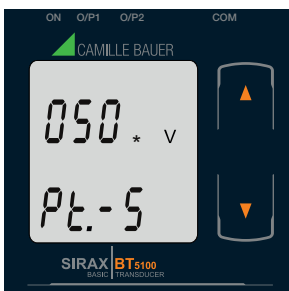 ON O/P1 O/P2 COM
CAMILLE BAUER
050.* V
Pt.-S
SIRAX BT5100
BASIC TRANSDUCER